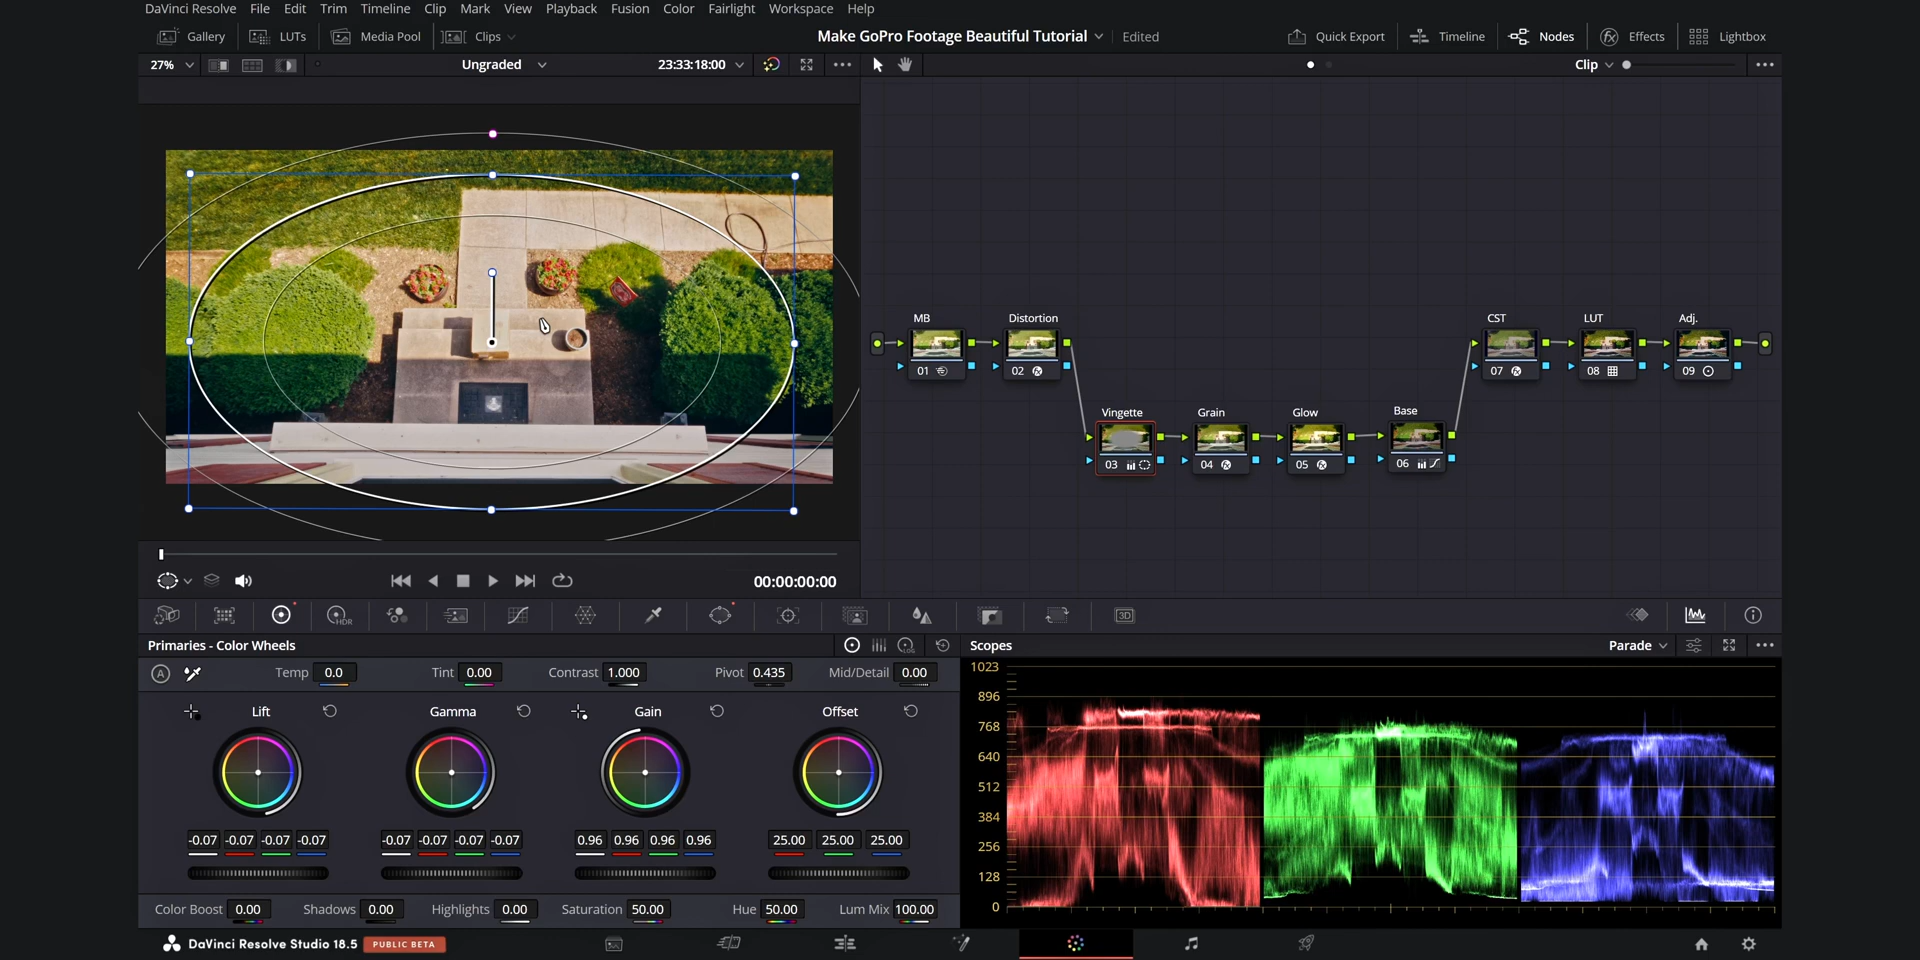 DaVinci Resolve File Edit Trim Timeline Clip Mark View Playback Fusion Color Fairlight Workspace Help
Gallery LUTs Media Pool Clips Make GoPro Footage Beautiful Tutorial Edited Quick Export Timeline Nodes Effects Lightbox
27% Ungraded 23:33:18:00 Clip
MB Distortion CST LUT Adj.
01 02 07 08 09
Vingette Grain Glow Base
03 04 05 06
00:00:00:00
HDR 3D
Primaries - Color Wheels LOG Scopes Parade
A Temp 0.0 Tint 0.00 Contrast 1.000 Pivot 0.435 Mid/Detail 0.00
Lift Gamma Gain Offset
-0.07 -0.07 -0.07 -0.07 -0.07 -0.07 -0.07 -0.07 0.96 0.96 0.96 0.96 25.00 25.00 25.00
Color Boost 0.00 Shadows 0.00 Highlights 0.00 Saturation 50.00 Hue 50.00 Lum Mix 100.00
1023
896
768
640
512
384
256
128
0
DaVinci Resolve Studio 18.5 PUBLIC BETA